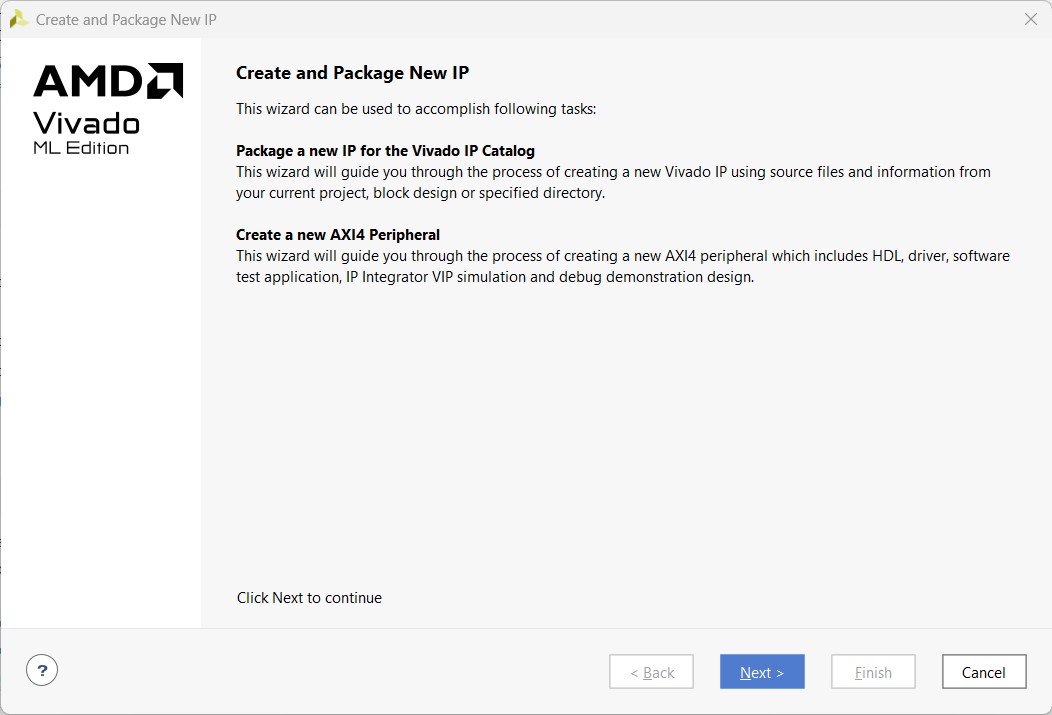 Create and Package New IP
AMD
Vivado
ML Edition
Create and Package New IP
This wizard can be used to accomplish following tasks:
Package a new IP for the Vivado IP Catalog
This wizard will guide you through the process of creating a new Vivado IP using source files and information from
your current project, block design or specified directory.
Create a new AXI4 Peripheral
This wizard will guide you through the process of creating a new AXI4 peripheral which includes HDL, driver, software
test application, IP Integrator VIP simulation and debug demonstration design.
Click Next to continue
?
< Back
Next >
Finish
Cancel